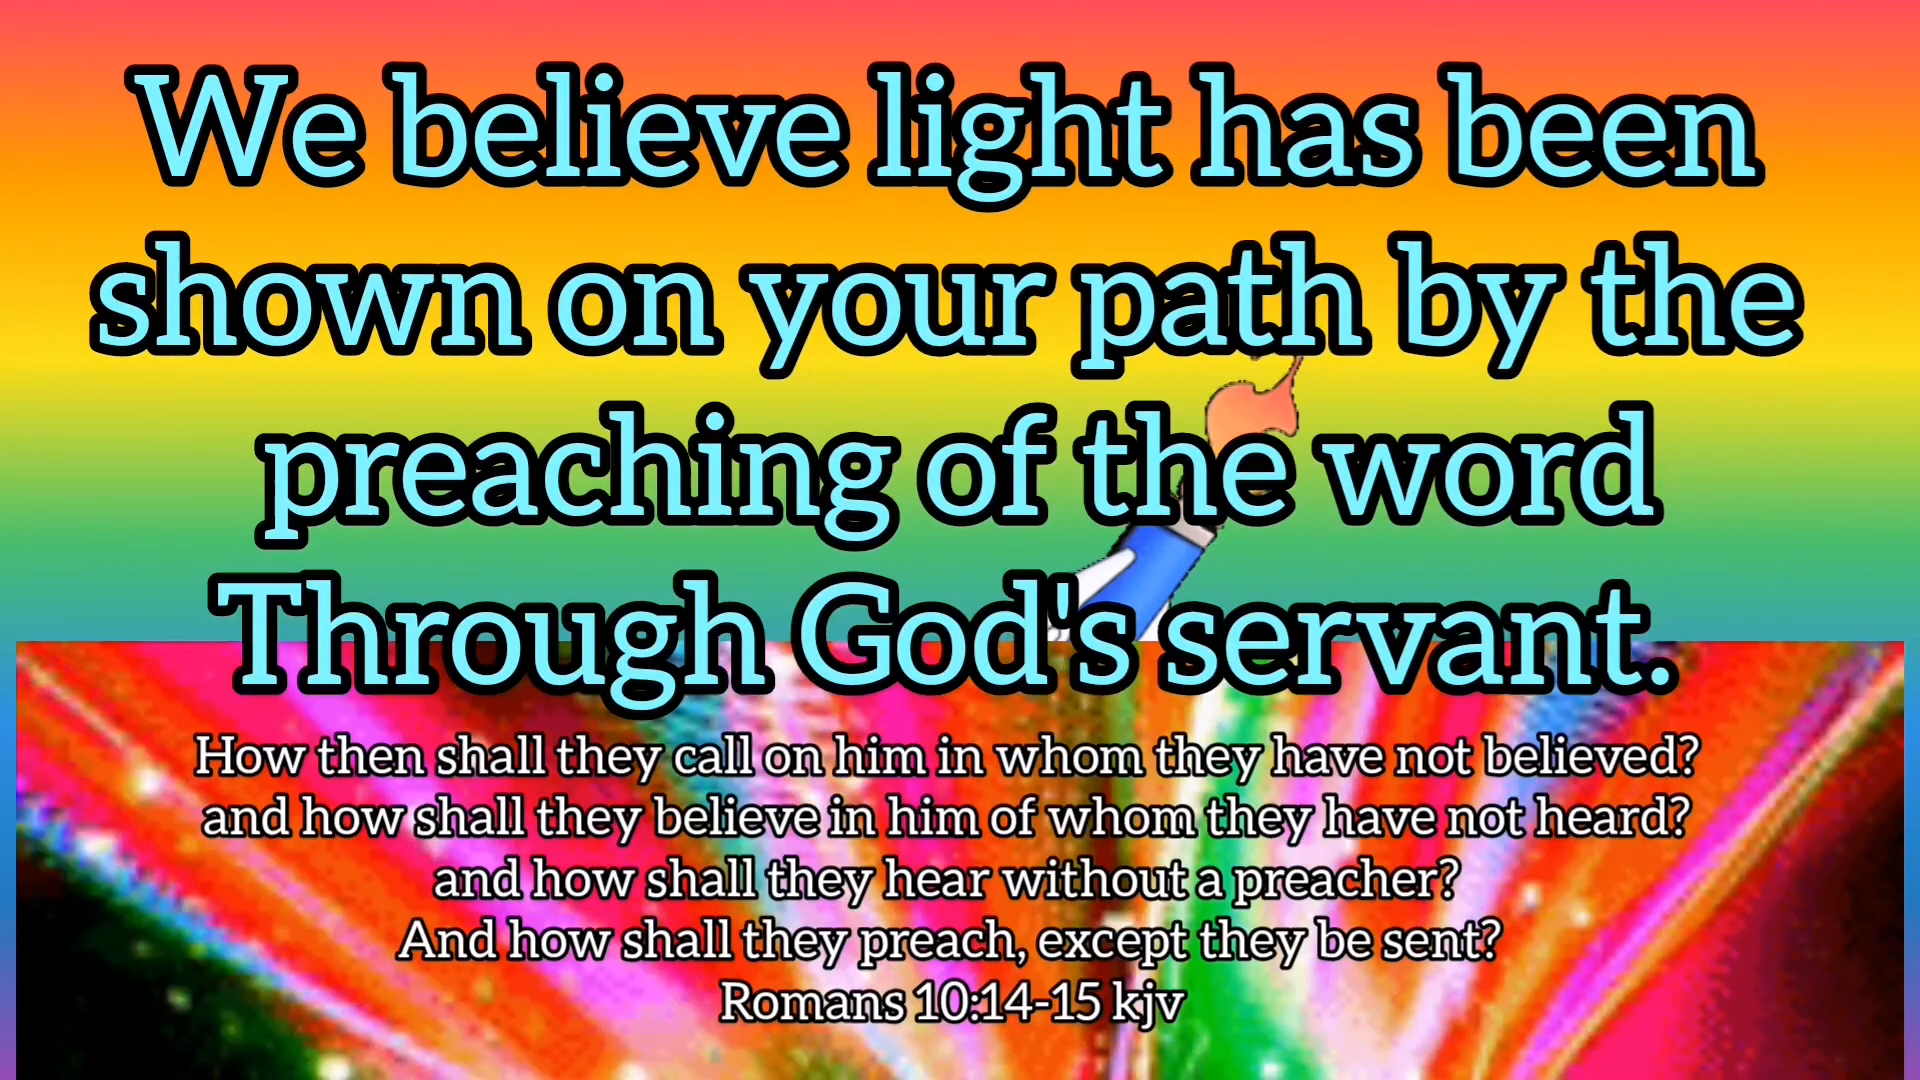 We believe light has been
shown on your path by the
preaching of the word
Through God's servant.
How then shall they call on him in whom they have not believed?
and how shall they believe in him of whom they have not heard?
and how shall they hear without a preacher?
And how shall they preach, except they be sent?
Romans 10:14-15 kjv